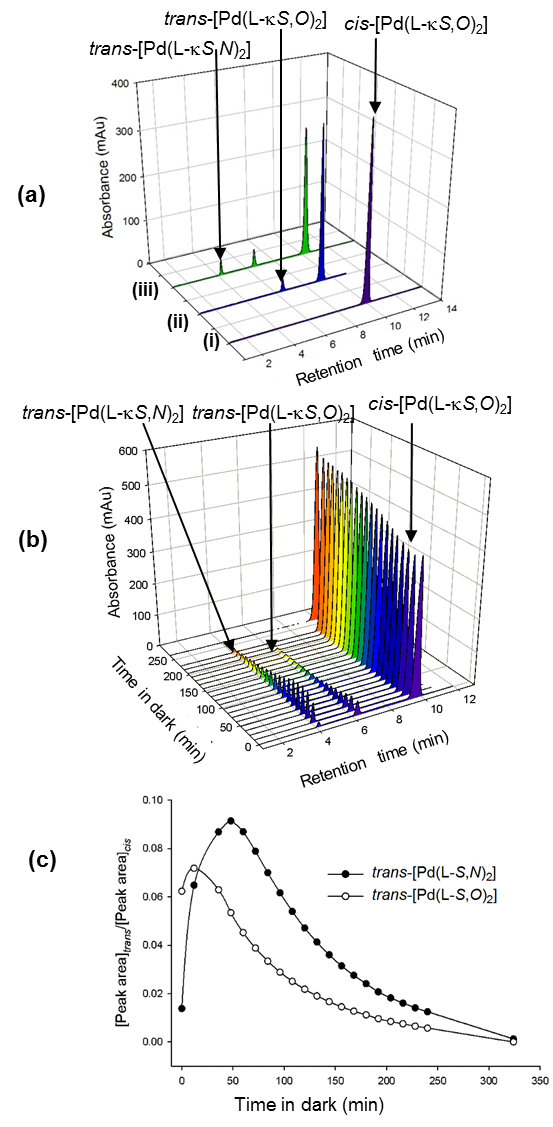 trans-[Pd(L-κS,O)₂]
cis-[Pd(L-κS,O)₂]
trans-[Pd(L-κS,N)₂]
400
300
200
100
0
Absorbance (mAu)
(a)
(iii)
(ii)
(i)
2
4
6
8
10
12
14
Retention time (min)
trans-[Pd(L-κS,N)₂]
trans-[Pd(L-κS,O)₂]
cis-[Pd(L-κS,O)₂]
600
500
400
300
200
100
0
Absorbance (mAu)
(b)
250
200
150
100
50
0
Time in dark (min)
2
4
6
8
10
12
Retention time (min)
(c)
0.10
0.08
0.06
0.04
0.02
0.00
[Peak area]trans/[Peak area]cis
trans-[Pd(L-S,N)₂]
trans-[Pd(L-S,O)₂]
0
50
100
150
200
250
300
350
Time in dark (min)